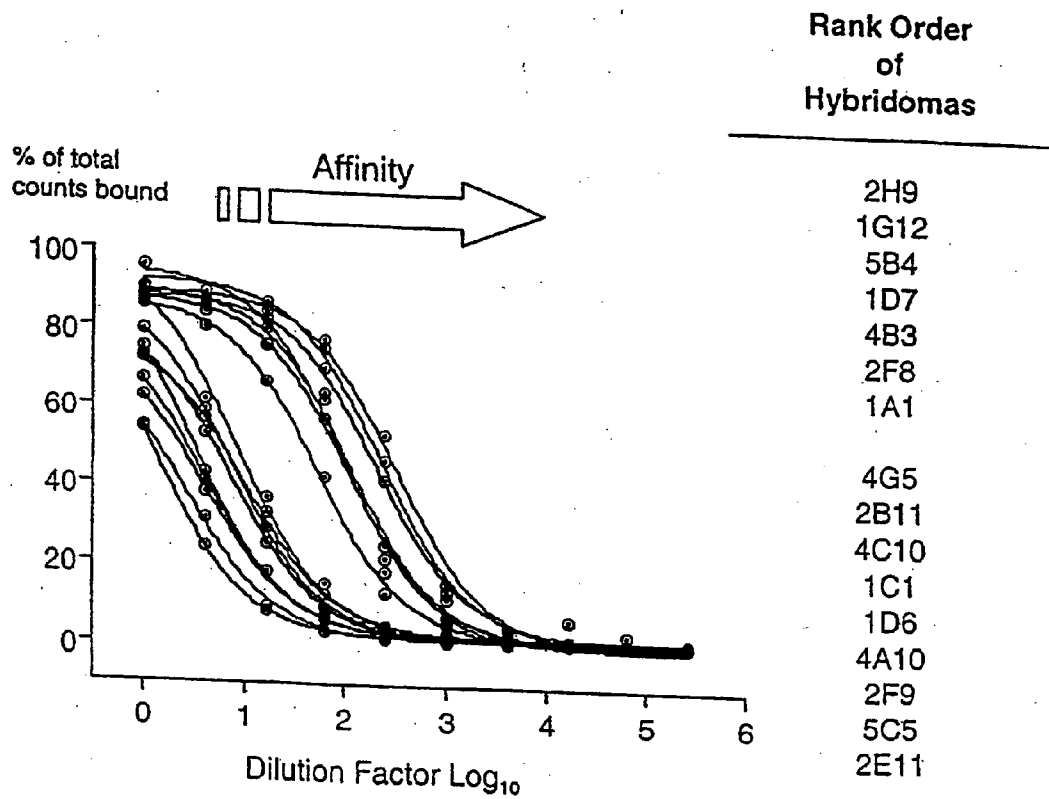 Rank Order
of
Hybridomas
% of total
counts bound
Affinity
100
80
60
40
20
0
0 1 2 3 4 5 6
Dilution Factor Log₁₀
2H9
1G12
5B4
1D7
4B3
2F8
1A1
4G5
2B11
4C10
1C1
1D6
4A10
2F9
5C5
2E11